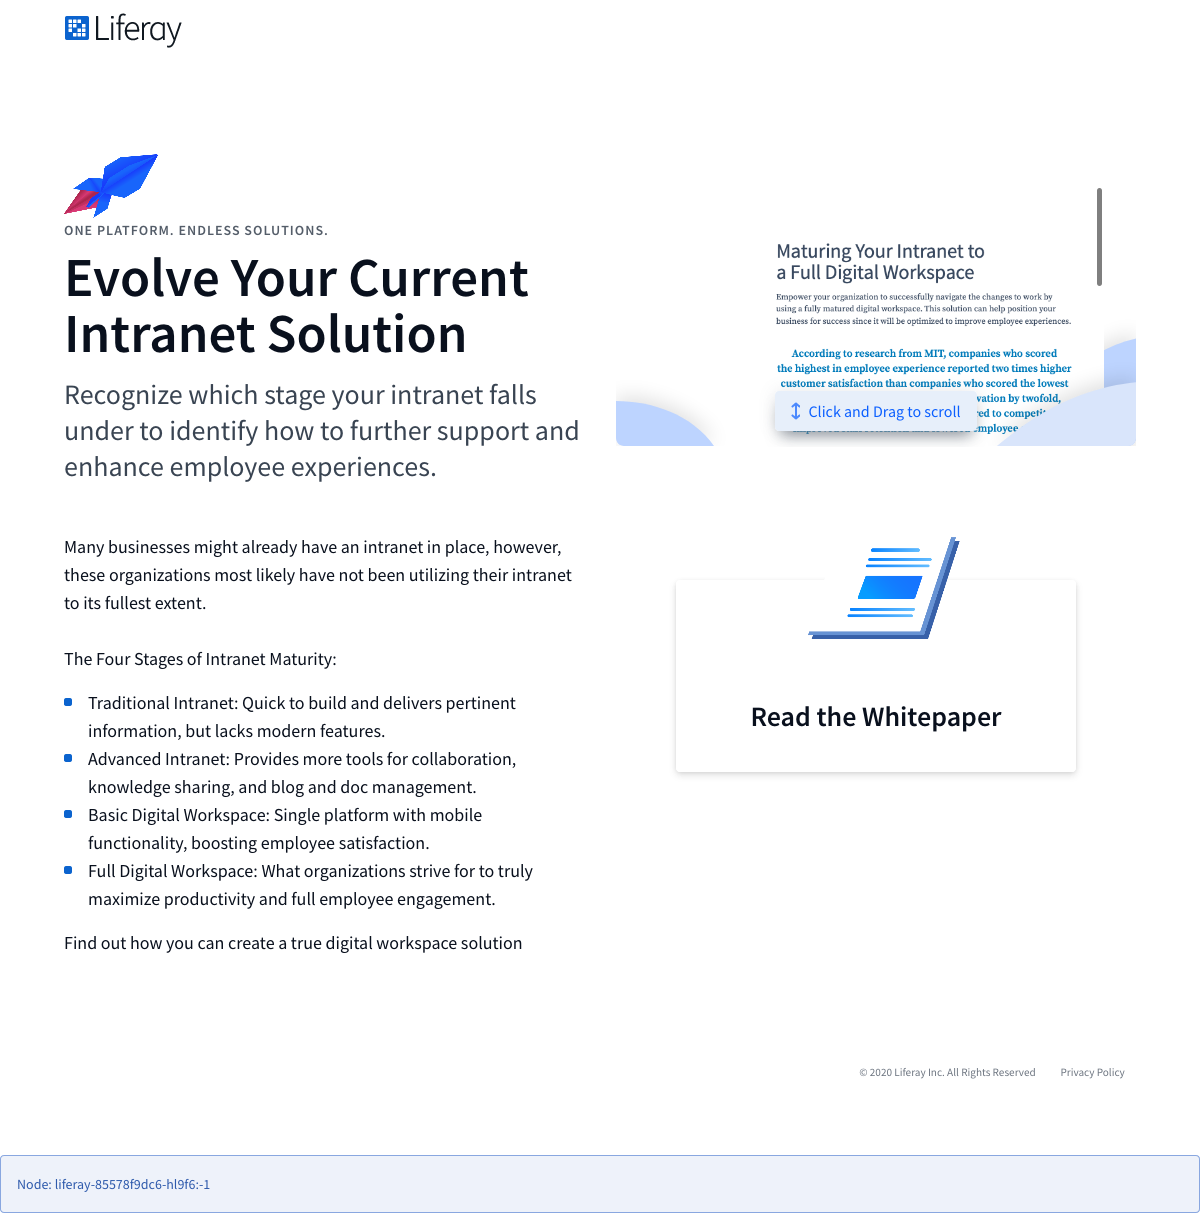 Liferay
ONE PLATFORM. ENDLESS SOLUTIONS.
Evolve Your Current
Intranet Solution
Recognize which stage your intranet falls
under to identify how to further support and
enhance employee experiences.
Many businesses might already have an intranet in place, however,
these organizations most likely have not been utilizing their intranet
to its fullest extent.
The Four Stages of Intranet Maturity:
Traditional Intranet: Quick to build and delivers pertinent
information, but lacks modern features.
Advanced Intranet: Provides more tools for collaboration,
knowledge sharing, and blog and doc management.
Basic Digital Workspace: Single platform with mobile
functionality, boosting employee satisfaction.
Full Digital Workspace: What organizations strive for to truly
maximize productivity and full employee engagement.
Find out how you can create a true digital workspace solution
Maturing Your Intranet to
a Full Digital Workspace
Empower your organization to successfully navigate the changes to work by
using a fully matured digital workspace. This solution can help position your
business for success since it will be optimized to improve employee experiences.
According to research from MIT, companies who scored
the highest in employee experience reported two times higher
customer satisfaction than companies who scored the lowest
by twofold,
to
Click and Drag to scroll
employee
Read the Whitepaper
© 2020 Liferay Inc. All Rights Reserved
Privacy Policy
Node: liferay-85578f9dc6-hl9f6:-1